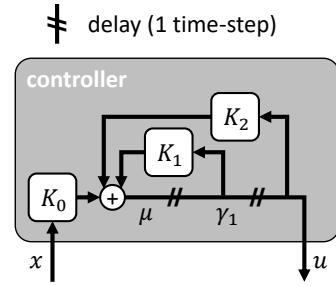 delay (1 time-step)
controller
K₂
K₁
K₀
+
μ
γ₁
x
u